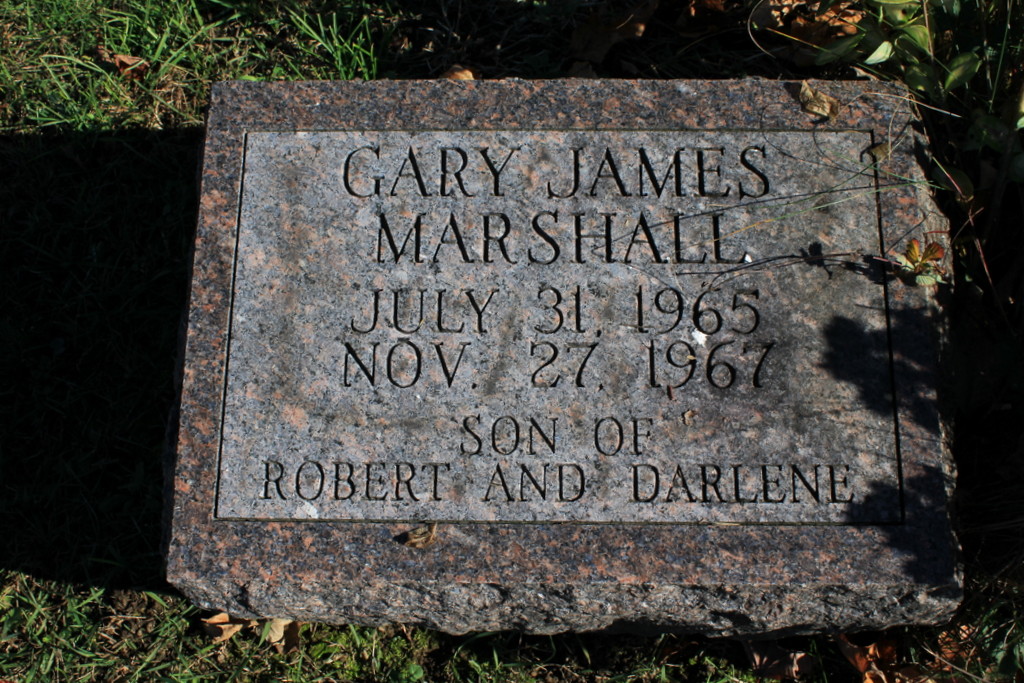 GARY JAMES
MARSHALL
JULY 31, 1965
NOV. 27, 1967
SON OF
ROBERT AND DARLENE